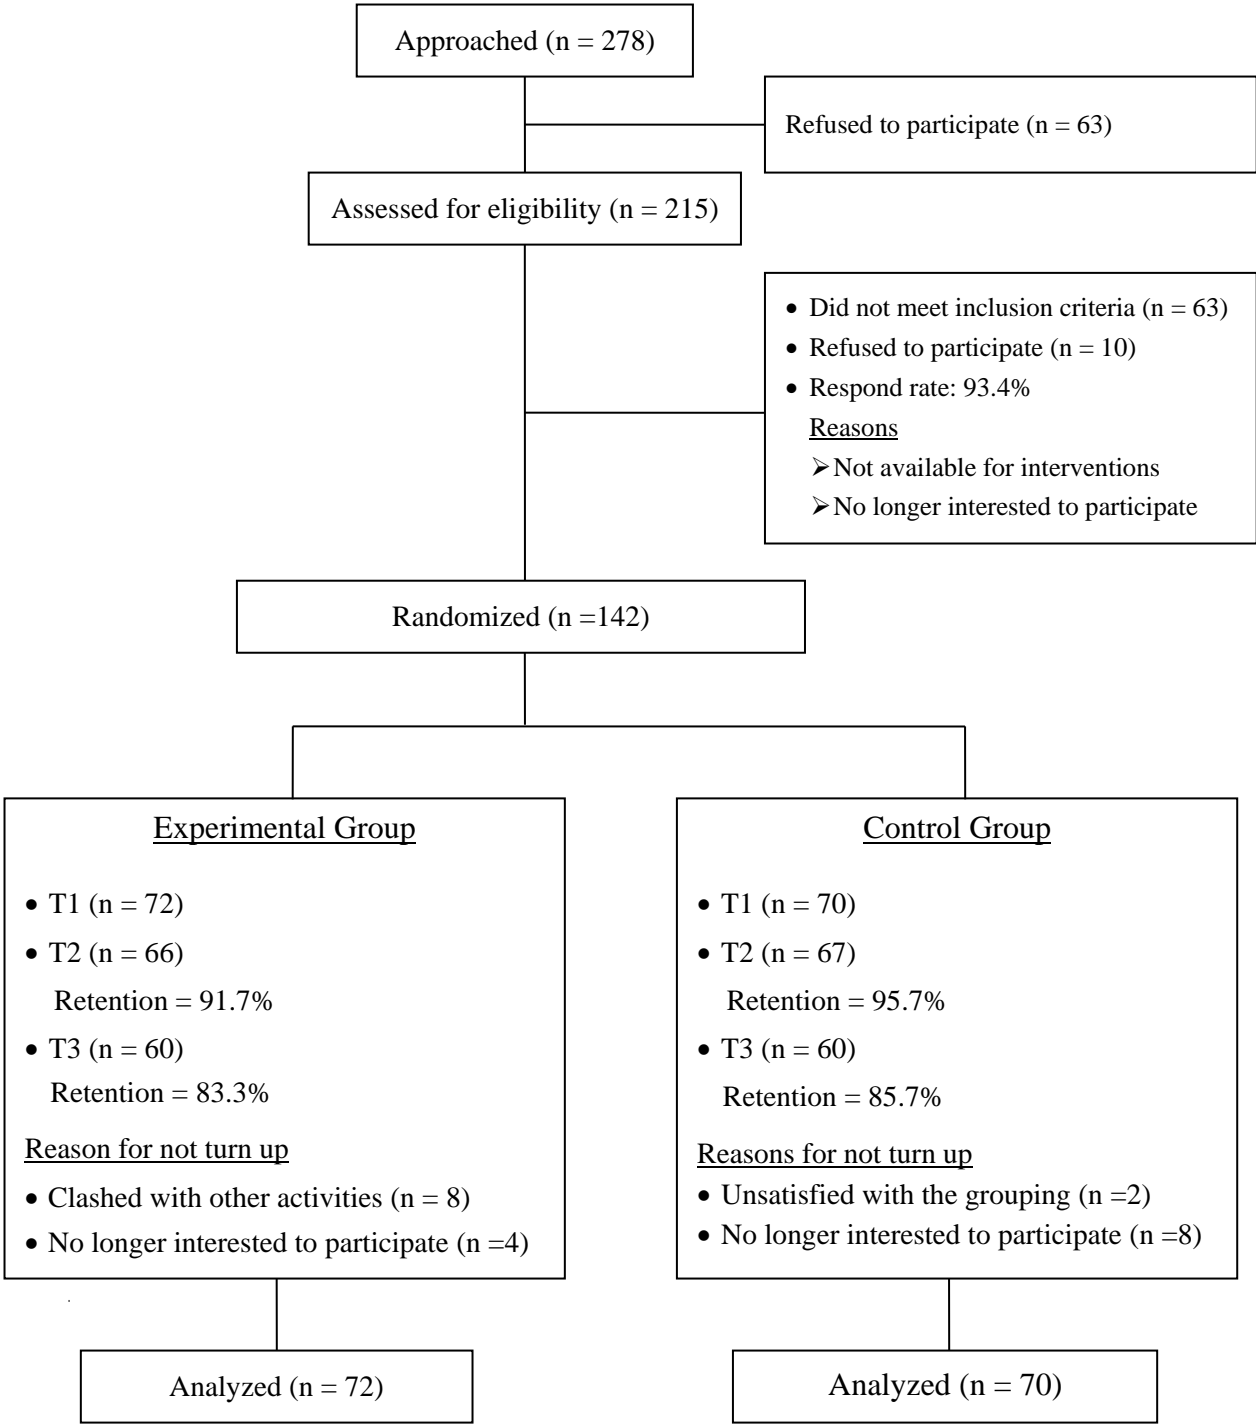 Approached (n = 278)
Refused to participate (n = 63)
Assessed for eligibility (n = 215)
• Did not meet inclusion criteria (n = 63)
• Refused to participate (n = 10)
• Respond rate: 93.4%
Reasons
➢Not available for interventions
➢No longer interested to participate
Randomized (n =142)
Experimental Group
• T1 (n = 72)
• T2 (n = 66)
Retention = 91.7%
• T3 (n = 60)
Retention = 83.3%
Reason for not turn up
• Clashed with other activities (n = 8)
• No longer interested to participate (n =4)
Control Group
• T1 (n = 70)
• T2 (n = 67)
Retention = 95.7%
• T3 (n = 60)
Retention = 85.7%
Reasons for not turn up
• Unsatisfied with the grouping (n =2)
• No longer interested to participate (n =8)
Analyzed (n = 72)
Analyzed (n = 70)